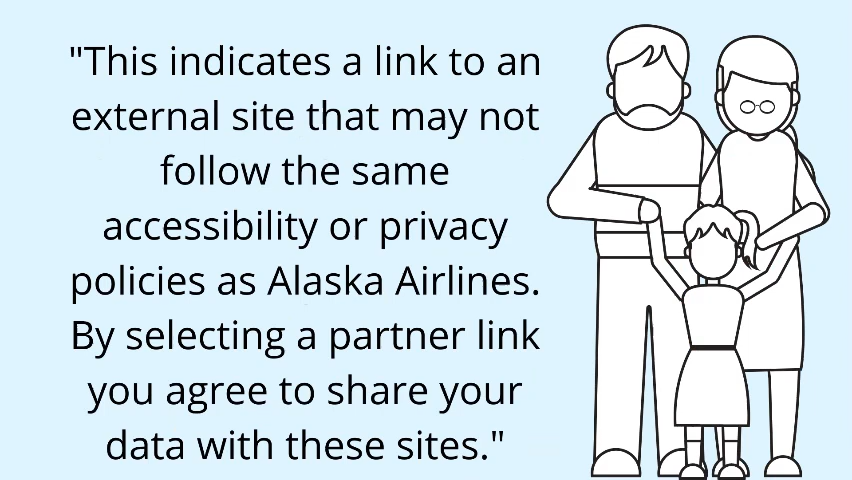 "This indicates a link to an
external site that may not
follow the same
accessibility or privacy
policies as Alaska Airlines.
By selecting a partner link
you agree to share your
data with these sites."